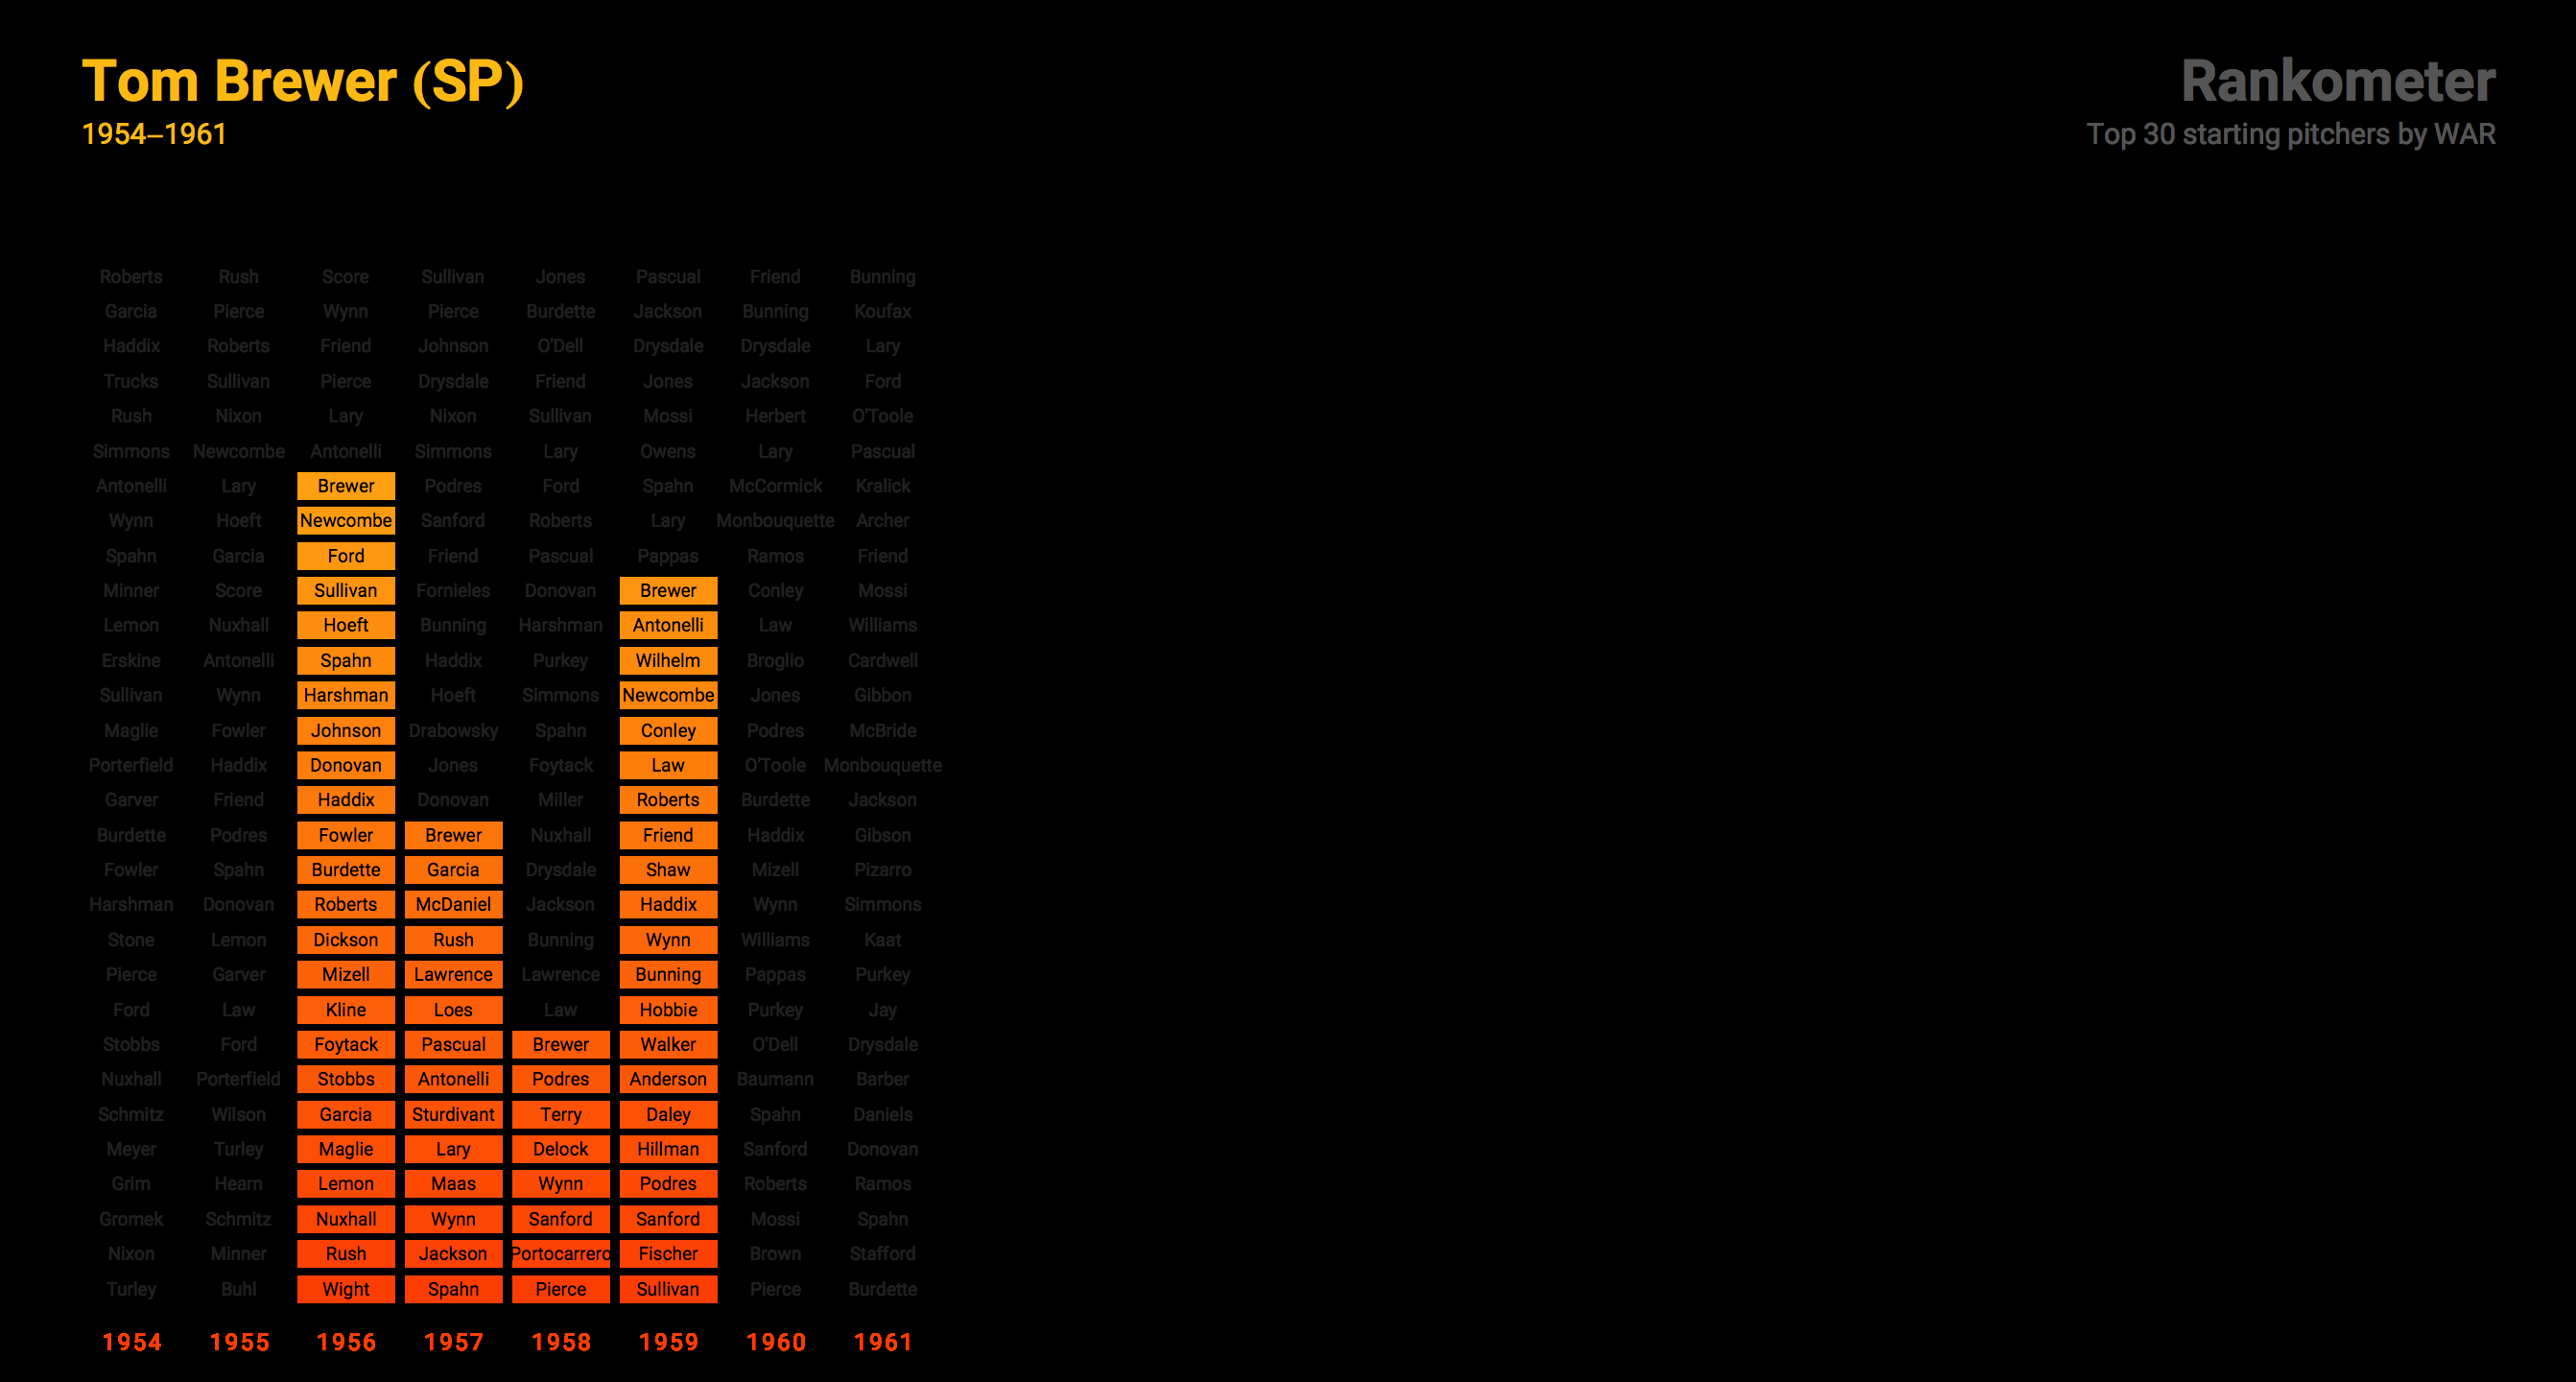 Tom Brewer (SP)
1954–1961
Rankometer
Top 30 starting pitchers by WAR
Roberts Rush Score Sullivan Jones Pascual Friend Bunning
Garcia Pierce Wynn Pierce Burdette Jackson Bunning Koufax
Haddix Roberts Friend Johnson O'Dell Drysdale Drysdale Lary
Trucks Sullivan Pierce Drysdale Friend Jones Jackson Ford
Rush Nixon Lary Nixon Sullivan Mossi Herbert O'Toole
Simmons Newcombe Antonelli Simmons Lary Owens Lary Pascual
Antonelli Lary Brewer Podres Ford Spahn McCormick Kralick
Wynn Hoeft Newcombe Sanford Roberts Lary Monbouquette Archer
Spahn Garcia Ford Friend Pascual Pappas Ramos Friend
Minner Score Sullivan Fornieles Donovan Brewer Conley Mossi
Lemon Nuxhall Hoeft Bunning Harshman Antonelli Law Williams
Erskine Antonelli Spahn Haddix Purkey Wilhelm Broglio Cardwell
Sullivan Wynn Harshman Hoeft Simmons Newcombe Jones Gibbon
Maglie Fowler Johnson Drabowsky Spahn Conley Podres McBride
Porterfield Haddix Donovan Jones Foytack Law O'Toole Monbouquette
Garver Friend Haddix Donovan Miller Roberts Burdette Jackson
Burdette Podres Fowler Brewer Nuxhall Friend Haddix Gibson
Fowler Spahn Burdette Garcia Drysdale Shaw Mizell Pizarro
Harshman Donovan Roberts McDaniel Jackson Haddix Wynn Simmons
Stone Lemon Dickson Rush Bunning Wynn Williams Kaat
Pierce Garver Mizell Lawrence Lawrence Bunning Pappas Purkey
Ford Law Kline Loes Law Hobbie Purkey Jay
Stobbs Ford Foytack Pascual Brewer Walker O'Dell Drysdale
Nuxhall Porterfield Stobbs Antonelli Podres Anderson Baumann Barber
Schmitz Wilson Garcia Sturdivant Terry Daley Spahn Daniels
Meyer Turley Maglie Lary Delock Hillman Sanford Donovan
Grim Hearn Lemon Maas Wynn Podres Roberts Ramos
Gromek Schmitz Nuxhall Wynn Sanford Sanford Mossi Spahn
Nixon Minner Rush Jackson Portocarrero Fischer Brown Stafford
Turley Buhl Wight Spahn Pierce Sullivan Pierce Burdette
1954 1955 1956 1957 1958 1959 1960 1961